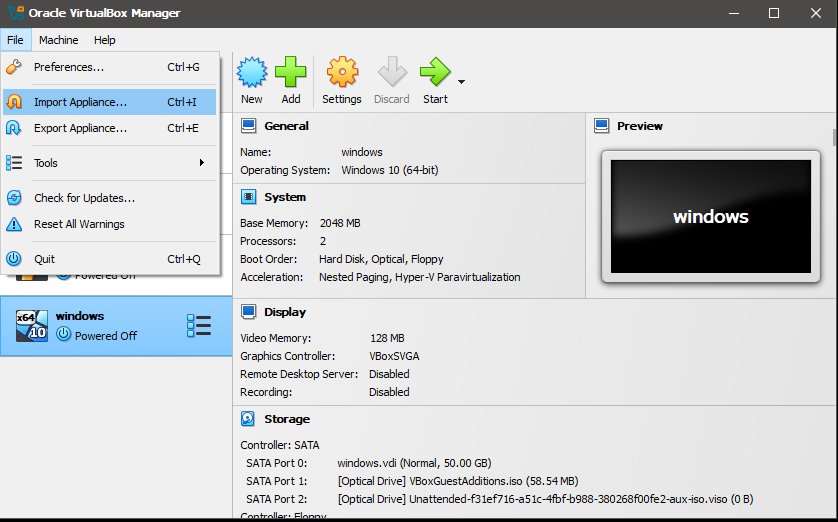 Oracle VirtualBox Manager
File Machine Help
Preferences... Ctrl+G
Import Appliance... Ctrl+I
Export Appliance... Ctrl+E
Tools
Check for Updates...
Reset All Warnings
Quit Ctrl+Q
Powered Off
x64
10
windows
Powered Off
New Add Settings Discard Start
General
Name: windows
Operating System: Windows 10 (64-bit)
System
Base Memory: 2048 MB
Processors: 2
Boot Order: Hard Disk, Optical, Floppy
Acceleration: Nested Paging, Hyper-V Paravirtualization
Preview
windows
Display
Video Memory: 128 MB
Graphics Controller: VBoxSVGA
Remote Desktop Server: Disabled
Recording: Disabled
Storage
Controller: SATA
SATA Port 0: windows.vdi (Normal, 50.00 GB)
SATA Port 1: [Optical Drive] VBoxGuestAdditions.iso (58.54 MB)
SATA Port 2: [Optical Drive] Unattended-f31ef716-a51c-4fbf-b988-380268f00fe2-aux-iso.viso (0 B)
Controller: Floppy